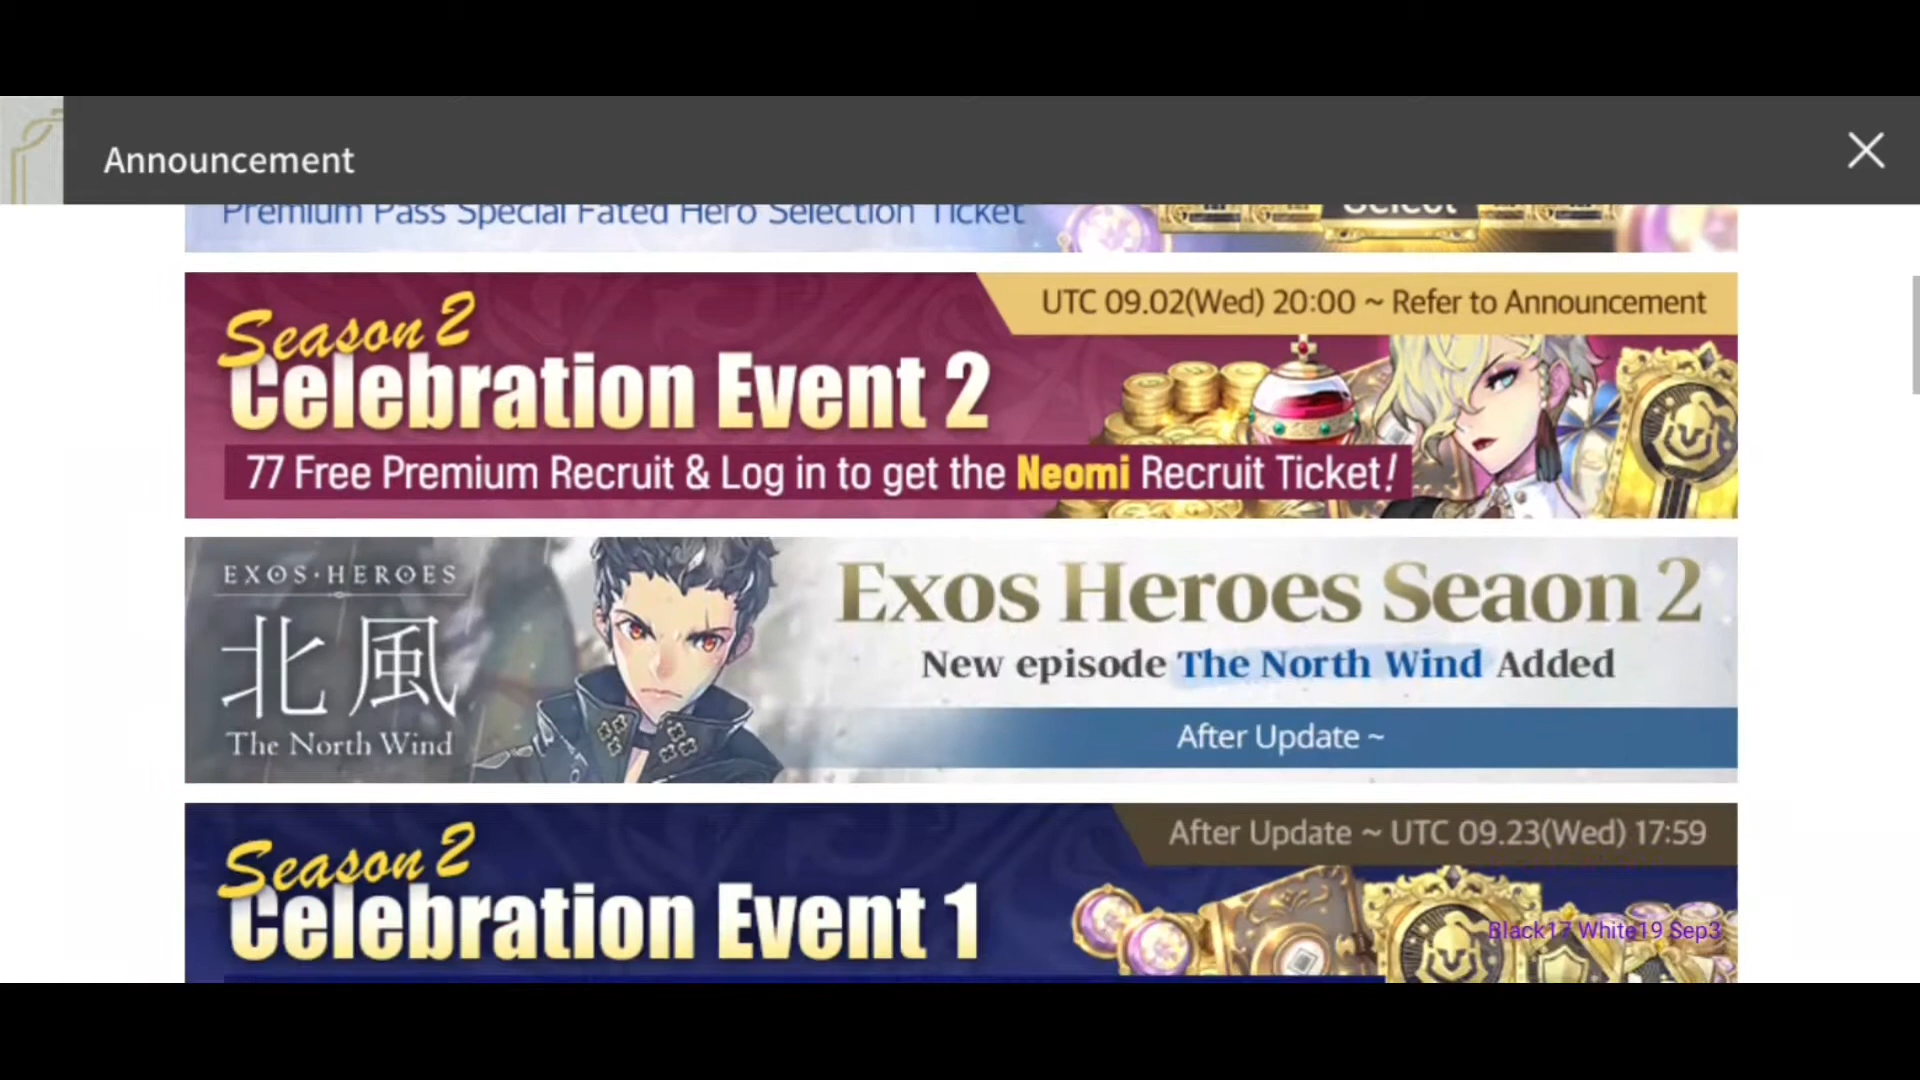 Announcement
Premium Pass Special Fated Hero Selection Ticket
Select
Season 2
UTC 09.02(Wed) 20:00 ~ Refer to Announcement
Celebration Event 2
77 Free Premium Recruit & Log in to get the Neomi Recruit Ticket!
EXOS·HEROES
北風
The North Wind
Exos Heroes Seaon 2
New episode The North Wind Added
After Update ~
Season 2
After Update ~ UTC 09.23(Wed) 17:59
Celebration Event 1
Black17 White19 Sep3